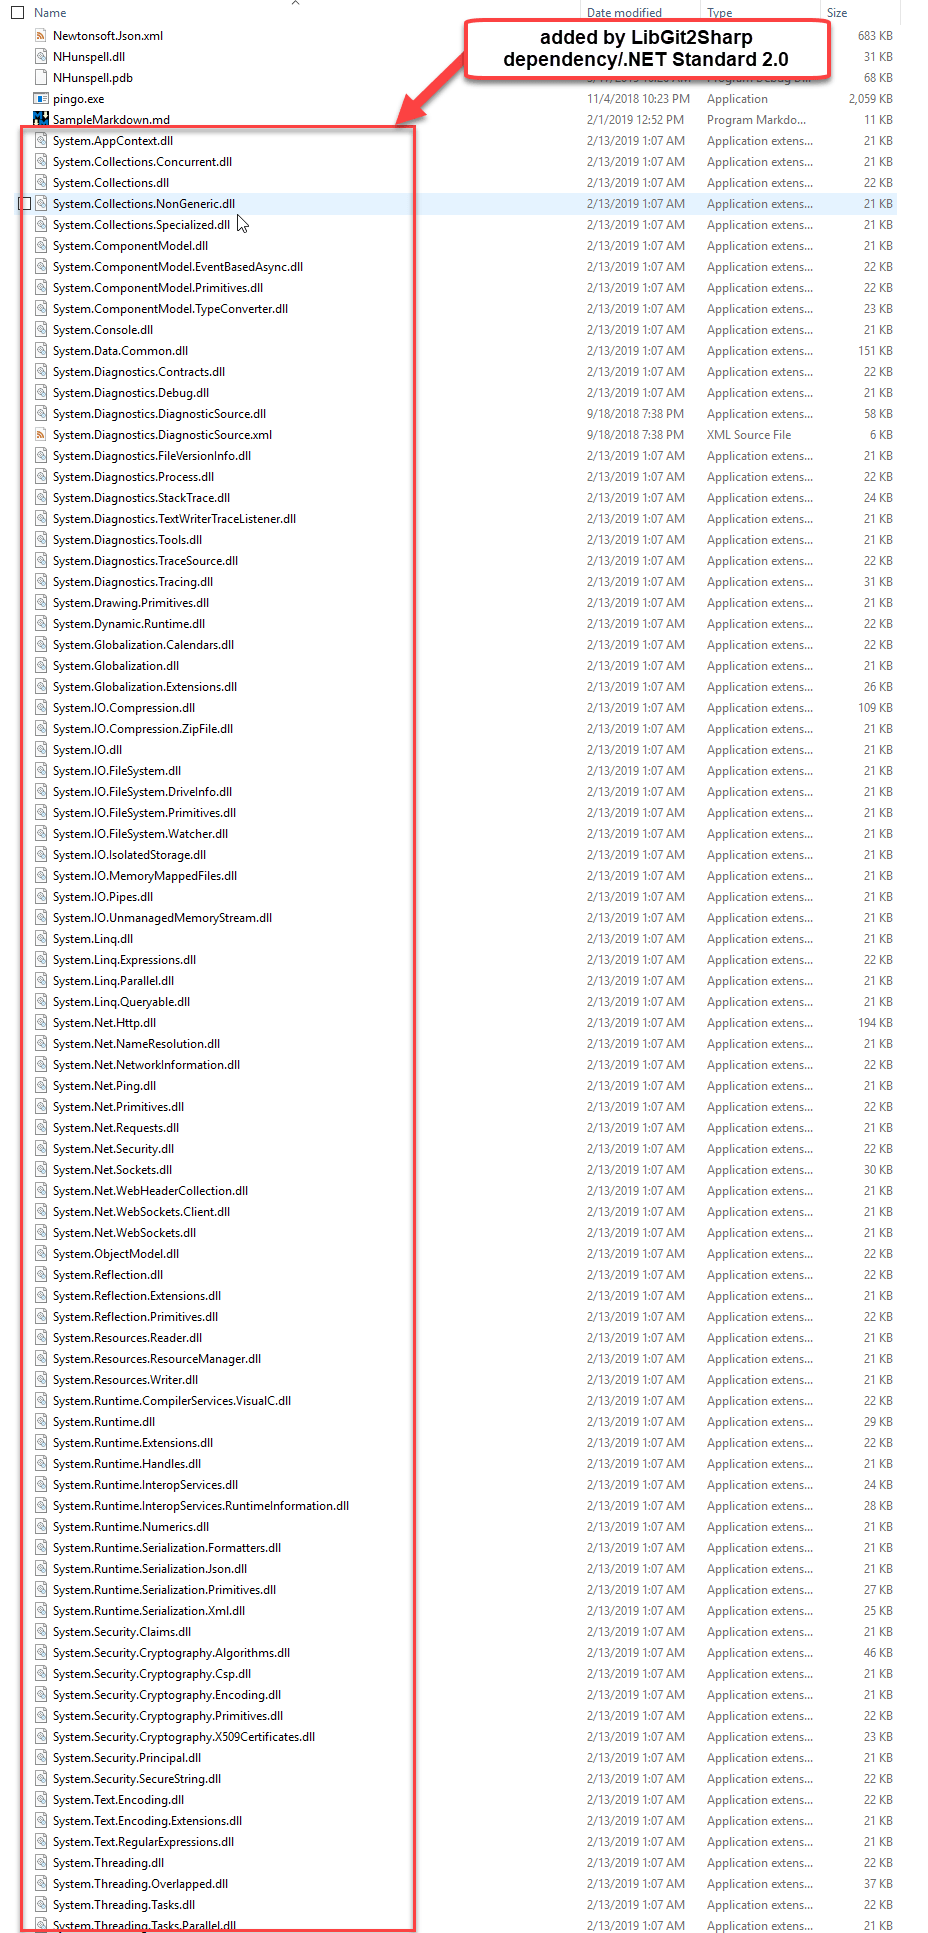 Name Date modified Type Size
added by LibGit2Sharp
dependency/.NET Standard 2.0
Newtonsoft.Json.xml 683 KB
NHunspell.dll 31 KB
NHunspell.pdb 68 KB
pingo.exe 11/4/2018 10:23 PM Application 2,059 KB
SampleMarkdown.md 2/1/2019 12:52 PM Program Markdo... 11 KB
System.AppContext.dll 2/13/2019 1:07 AM Application extens... 21 KB
System.Collections.Concurrent.dll 2/13/2019 1:07 AM Application extens... 21 KB
System.Collections.dll 2/13/2019 1:07 AM Application extens... 21 KB
System.Collections.NonGeneric.dll 2/13/2019 1:07 AM Application extens... 21 KB
System.Collections.Specialized.dll 2/13/2019 1:07 AM Application extens... 21 KB
System.ComponentModel.dll 2/13/2019 1:07 AM Application extens... 21 KB
System.ComponentModel.EventBasedAsync.dll 2/13/2019 1:07 AM Application extens... 22 KB
System.ComponentModel.Primitives.dll 2/13/2019 1:07 AM Application extens... 22 KB
System.ComponentModel.TypeConverter.dll 2/13/2019 1:07 AM Application extens... 23 KB
System.Console.dll 2/13/2019 1:07 AM Application extens... 21 KB
System.Data.Common.dll 2/13/2019 1:07 AM Application extens... 151 KB
System.Diagnostics.Contracts.dll 2/13/2019 1:07 AM Application extens... 22 KB
System.Diagnostics.Debug.dll 2/13/2019 1:07 AM Application extens... 21 KB
System.Diagnostics.DiagnosticSource.dll 9/18/2018 7:38 PM Application extens... 58 KB
System.Diagnostics.DiagnosticSource.xml 9/18/2018 7:38 PM XML Source File 6 KB
System.Diagnostics.FileVersionInfo.dll 2/13/2019 1:07 AM Application extens... 21 KB
System.Diagnostics.Process.dll 2/13/2019 1:07 AM Application extens... 22 KB
System.Diagnostics.StackTrace.dll 2/13/2019 1:07 AM Application extens... 24 KB
System.Diagnostics.TextWriterTraceListener.dll 2/13/2019 1:07 AM Application extens... 21 KB
System.Diagnostics.Tools.dll 2/13/2019 1:07 AM Application extens... 21 KB
System.Diagnostics.TraceSource.dll 2/13/2019 1:07 AM Application extens... 22 KB
System.Diagnostics.Tracing.dll 2/13/2019 1:07 AM Application extens... 31 KB
System.Drawing.Primitives.dll 2/13/2019 1:07 AM Application extens... 21 KB
System.Dynamic.Runtime.dll 2/13/2019 1:07 AM Application extens... 22 KB
System.Globalization.Calendars.dll 2/13/2019 1:07 AM Application extens... 22 KB
System.Globalization.dll 2/13/2019 1:07 AM Application extens... 21 KB
System.Globalization.Extensions.dll 2/13/2019 1:07 AM Application extens... 26 KB
System.IO.Compression.dll 2/13/2019 1:07 AM Application extens... 109 KB
System.IO.Compression.ZipFile.dll 2/13/2019 1:07 AM Application extens... 21 KB
System.IO.dll 2/13/2019 1:07 AM Application extens... 21 KB
System.IO.FileSystem.dll 2/13/2019 1:07 AM Application extens... 21 KB
System.IO.FileSystem.DriveInfo.dll 2/13/2019 1:07 AM Application extens... 21 KB
System.IO.FileSystem.Primitives.dll 2/13/2019 1:07 AM Application extens... 21 KB
System.IO.FileSystem.Watcher.dll 2/13/2019 1:07 AM Application extens... 21 KB
System.IO.IsolatedStorage.dll 2/13/2019 1:07 AM Application extens... 21 KB
System.IO.MemoryMappedFiles.dll 2/13/2019 1:07 AM Application extens... 21 KB
System.IO.Pipes.dll 2/13/2019 1:07 AM Application extens... 21 KB
System.IO.UnmanagedMemoryStream.dll 2/13/2019 1:07 AM Application extens... 21 KB
System.Linq.dll 2/13/2019 1:07 AM Application extens... 21 KB
System.Linq.Expressions.dll 2/13/2019 1:07 AM Application extens... 22 KB
System.Linq.Parallel.dll 2/13/2019 1:07 AM Application extens... 21 KB
System.Linq.Queryable.dll 2/13/2019 1:07 AM Application extens... 21 KB
System.Net.Http.dll 2/13/2019 1:07 AM Application extens... 194 KB
System.Net.NameResolution.dll 2/13/2019 1:07 AM Application extens... 21 KB
System.Net.NetworkInformation.dll 2/13/2019 1:07 AM Application extens... 22 KB
System.Net.Ping.dll 2/13/2019 1:07 AM Application extens... 21 KB
System.Net.Primitives.dll 2/13/2019 1:07 AM Application extens... 22 KB
System.Net.Requests.dll 2/13/2019 1:07 AM Application extens... 21 KB
System.Net.Security.dll 2/13/2019 1:07 AM Application extens... 22 KB
System.Net.Sockets.dll 2/13/2019 1:07 AM Application extens... 30 KB
System.Net.WebHeaderCollection.dll 2/13/2019 1:07 AM Application extens... 21 KB
System.Net.WebSockets.Client.dll 2/13/2019 1:07 AM Application extens... 21 KB
System.Net.WebSockets.dll 2/13/2019 1:07 AM Application extens... 21 KB
System.ObjectModel.dll 2/13/2019 1:07 AM Application extens... 22 KB
System.Reflection.dll 2/13/2019 1:07 AM Application extens... 22 KB
System.Reflection.Extensions.dll 2/13/2019 1:07 AM Application extens... 21 KB
System.Reflection.Primitives.dll 2/13/2019 1:07 AM Application extens... 22 KB
System.Resources.Reader.dll 2/13/2019 1:07 AM Application extens... 21 KB
System.Resources.ResourceManager.dll 2/13/2019 1:07 AM Application extens... 21 KB
System.Resources.Writer.dll 2/13/2019 1:07 AM Application extens... 21 KB
System.Runtime.CompilerServices.VisualC.dll 2/13/2019 1:07 AM Application extens... 22 KB
System.Runtime.dll 2/13/2019 1:07 AM Application extens... 29 KB
System.Runtime.Extensions.dll 2/13/2019 1:07 AM Application extens... 22 KB
System.Runtime.Handles.dll 2/13/2019 1:07 AM Application extens... 21 KB
System.Runtime.InteropServices.dll 2/13/2019 1:07 AM Application extens... 24 KB
System.Runtime.InteropServices.RuntimeInformation.dll 2/13/2019 1:07 AM Application extens... 28 KB
System.Runtime.Numerics.dll 2/13/2019 1:07 AM Application extens... 21 KB
System.Runtime.Serialization.Formatters.dll 2/13/2019 1:07 AM Application extens... 21 KB
System.Runtime.Serialization.Json.dll 2/13/2019 1:07 AM Application extens... 21 KB
System.Runtime.Serialization.Primitives.dll 2/13/2019 1:07 AM Application extens... 27 KB
System.Runtime.Serialization.Xml.dll 2/13/2019 1:07 AM Application extens... 25 KB
System.Security.Claims.dll 2/13/2019 1:07 AM Application extens... 21 KB
System.Security.Cryptography.Algorithms.dll 2/13/2019 1:07 AM Application extens... 46 KB
System.Security.Cryptography.Csp.dll 2/13/2019 1:07 AM Application extens... 21 KB
System.Security.Cryptography.Encoding.dll 2/13/2019 1:07 AM Application extens... 21 KB
System.Security.Cryptography.Primitives.dll 2/13/2019 1:07 AM Application extens... 22 KB
System.Security.Cryptography.X509Certificates.dll 2/13/2019 1:07 AM Application extens... 23 KB
System.Security.Principal.dll 2/13/2019 1:07 AM Application extens... 21 KB
System.Security.SecureString.dll 2/13/2019 1:07 AM Application extens... 22 KB
System.Text.Encoding.dll 2/13/2019 1:07 AM Application extens... 22 KB
System.Text.Encoding.Extensions.dll 2/13/2019 1:07 AM Application extens... 21 KB
System.Text.RegularExpressions.dll 2/13/2019 1:07 AM Application extens... 21 KB
System.Threading.dll 2/13/2019 1:07 AM Application extens... 22 KB
System.Threading.Overlapped.dll 2/13/2019 1:07 AM Application extens... 37 KB
System.Threading.Tasks.dll 2/13/2019 1:07 AM Application extens... 22 KB
System.Threading.Tasks.Parallel.dll 2/13/2019 1:07 AM Application extens... 21 KB